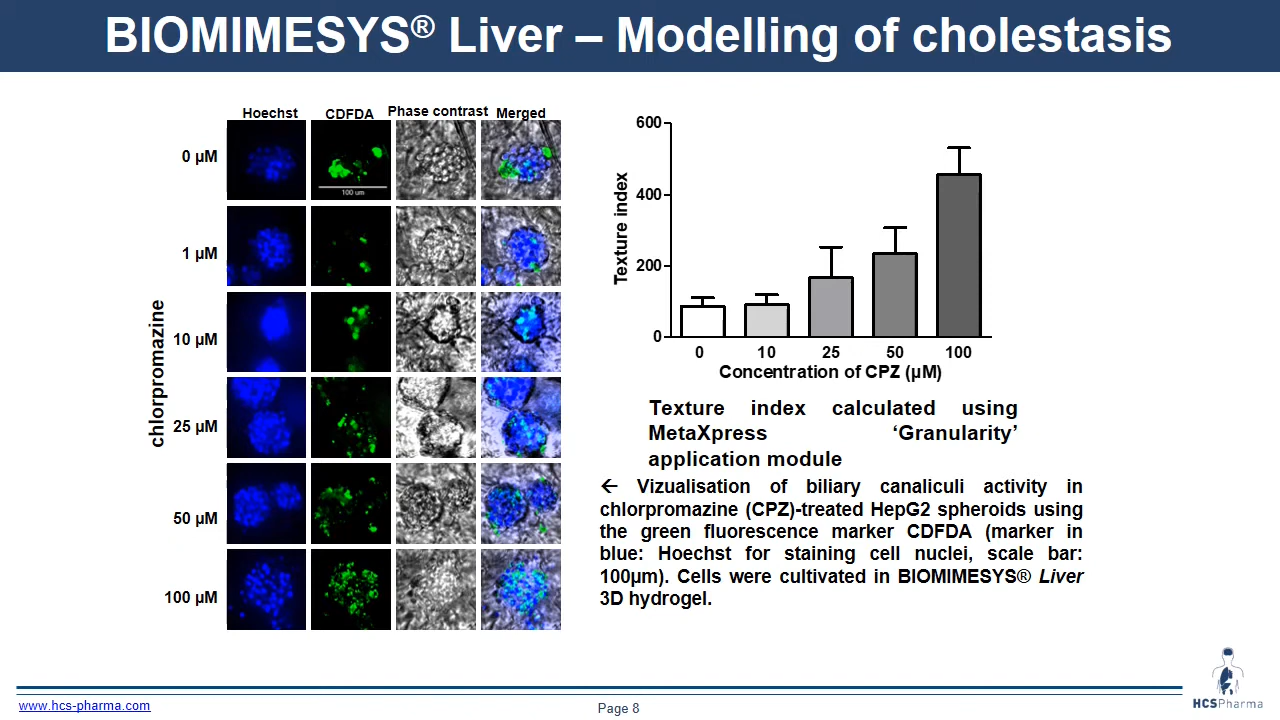 BIOMIMESYS® Liver – Modelling of cholestasis
Hoechst CDFDA Phase contrast Merged
0 µM
100 um
1 µM
10 µM
25 µM
50 µM
100 µM
chlorpromazine
600
400
200
0
Texture index
0 10 25 50 100
Concentration of CPZ (µM)
Texture index calculated using
MetaXpress ‘Granularity’
application module
← Vizualisation of biliary canaliculi activity in
chlorpromazine (CPZ)-treated HepG2 spheroids using
the green fluorescence marker CDFDA (marker in
blue: Hoechst for staining cell nuclei, scale bar:
100µm). Cells were cultivated in BIOMIMESYS® Liver
3D hydrogel.
www.hcs-pharma.com
Page 8
HCSPharma